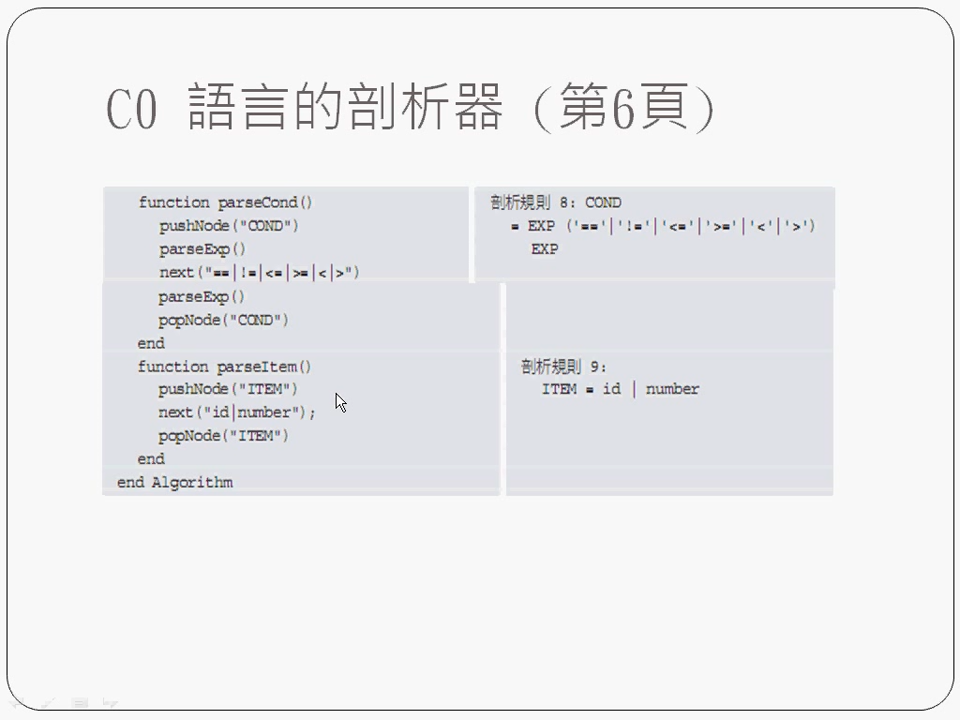 C0 語言的剖析器 (第6頁)
function parseCond()
pushNode("COND")
parseExp()
next("==|!=|<=|>=|<|>")
parseExp()
popNode("COND")
end
function parseItem()
pushNode("ITEM")
next("id|number");
popNode("ITEM")
end
end Algorithm
剖析規則 8: COND
= EXP ('=='|'!='|'<='|'>='|'<'|'>')
EXP
剖析規則 9:
ITEM = id | number